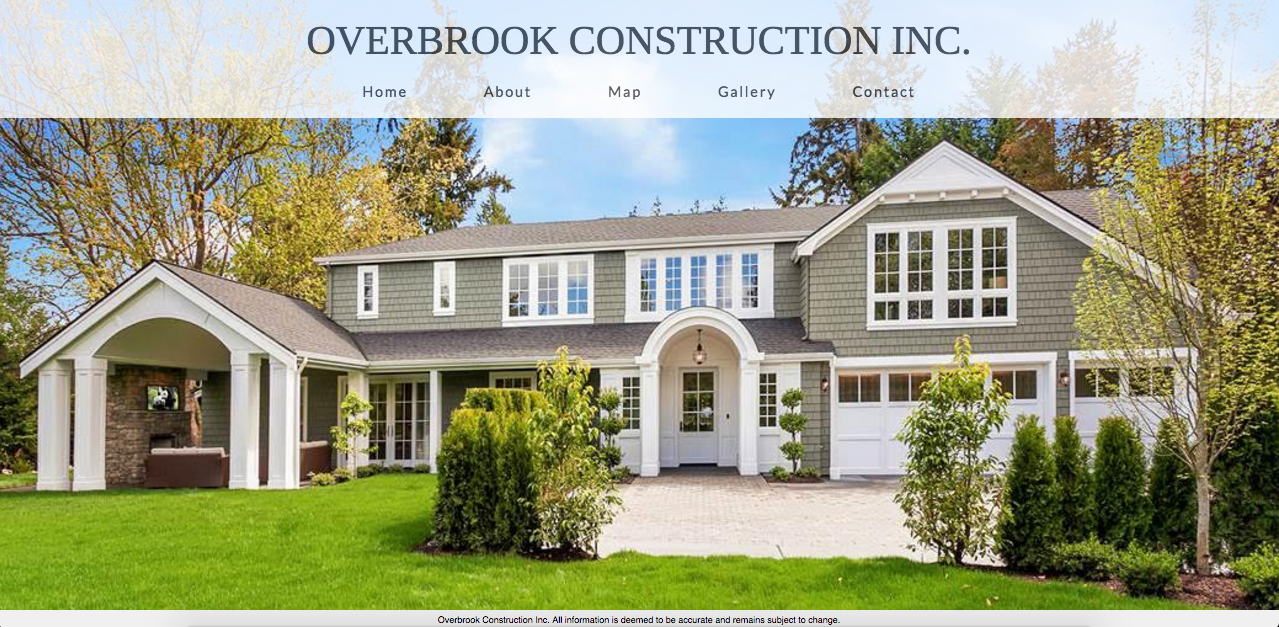 OVERBROOK CONSTRUCTION INC.
Home About Map Gallery Contact
Overbrook Construction Inc. All information is deemed to be accurate and remains subject to change.